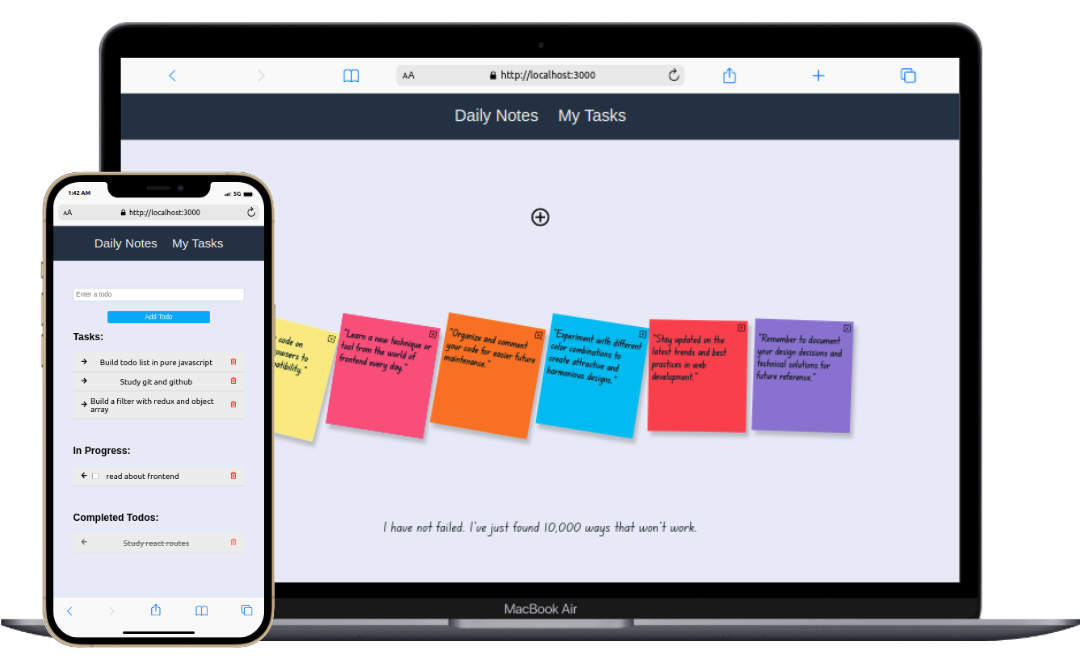 AA
http://localhost:3000
Daily Notes My Tasks
code on
to
"Learn a new technique or
tool from the world of
frontend every day."
"Organize and comment
your code for easier future
maintenance."
"Experiment with different
color combinations to
create attractive and
harmonious designs."
"Stay updated on the
latest trends and best
practices in web
development."
"Remember to document
your design decisions and
technical solutions for
future reference."
I have not failed. I've just found 10,000 ways that won't work.
MacBook Air
1:42 AM
5G
AA
http://localhost:3000
Daily Notes My Tasks
Enter a todo
Add Todo
Tasks:
Build todo list in pure javascript
Study git and github
Build a filter with redux and object
array
In Progress:
read about frontend
Completed Todos:
Study react routes